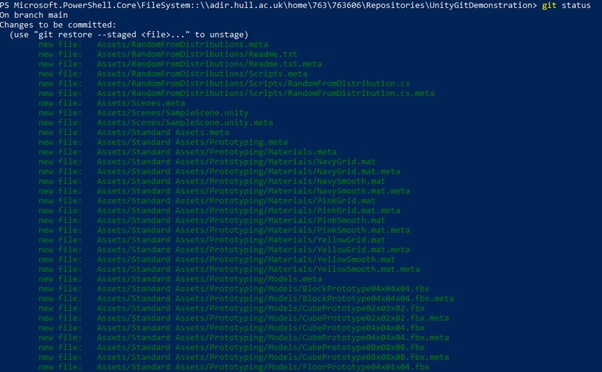 PS Microsoft.PowerShell.Core\FileSystem::\\adir.hull.ac.uk\home\763\763606\Repositories\UnityGitDemonstration> git status
On branch main
Changes to be committed:
  (use "git restore --staged <file>..." to unstage)
        new file:   Assets/RandomFromDistributions.meta
        new file:   Assets/RandomFromDistributions/Readme.txt
        new file:   Assets/RandomFromDistributions/Readme.txt.meta
        new file:   Assets/RandomFromDistributions/Scripts.meta
        new file:   Assets/RandomFromDistributions/Scripts/RandomFromDistribution.cs
        new file:   Assets/RandomFromDistributions/Scripts/RandomFromDistribution.cs.meta
        new file:   Assets/Scenes.meta
        new file:   Assets/Scenes/SampleScene.unity
        new file:   Assets/Scenes/SampleScene.unity.meta
        new file:   Assets/Standard Assets.meta
        new file:   Assets/Standard Assets/Prototyping.meta
        new file:   Assets/Standard Assets/Prototyping/Materials.meta
        new file:   Assets/Standard Assets/Prototyping/Materials/NavyGrid.mat
        new file:   Assets/Standard Assets/Prototyping/Materials/NavyGrid.mat.meta
        new file:   Assets/Standard Assets/Prototyping/Materials/NavySmooth.mat
        new file:   Assets/Standard Assets/Prototyping/Materials/NavySmooth.mat.meta
        new file:   Assets/Standard Assets/Prototyping/Materials/PinkGrid.mat
        new file:   Assets/Standard Assets/Prototyping/Materials/PinkGrid.mat.meta
        new file:   Assets/Standard Assets/Prototyping/Materials/PinkSmooth.mat
        new file:   Assets/Standard Assets/Prototyping/Materials/PinkSmooth.mat.meta
        new file:   Assets/Standard Assets/Prototyping/Materials/YellowGrid.mat
        new file:   Assets/Standard Assets/Prototyping/Materials/YellowGrid.mat.meta
        new file:   Assets/Standard Assets/Prototyping/Materials/YellowSmooth.mat
        new file:   Assets/Standard Assets/Prototyping/Materials/YellowSmooth.mat.meta
        new file:   Assets/Standard Assets/Prototyping/Models.meta
        new file:   Assets/Standard Assets/Prototyping/Models/BlockPrototype04x04x04.fbx
        new file:   Assets/Standard Assets/Prototyping/Models/BlockPrototype04x04x04.fbx.meta
        new file:   Assets/Standard Assets/Prototyping/Models/CubePrototype02x02x02.fbx
        new file:   Assets/Standard Assets/Prototyping/Models/CubePrototype02x02x02.fbx.meta
        new file:   Assets/Standard Assets/Prototyping/Models/CubePrototype04x04x04.fbx
        new file:   Assets/Standard Assets/Prototyping/Models/CubePrototype04x04x04.fbx.meta
        new file:   Assets/Standard Assets/Prototyping/Models/CubePrototype08x08x08.fbx
        new file:   Assets/Standard Assets/Prototyping/Models/CubePrototype08x08x08.fbx.meta
        new file:   Assets/Standard Assets/Prototyping/Models/FloorPrototype04x01x04.fbx